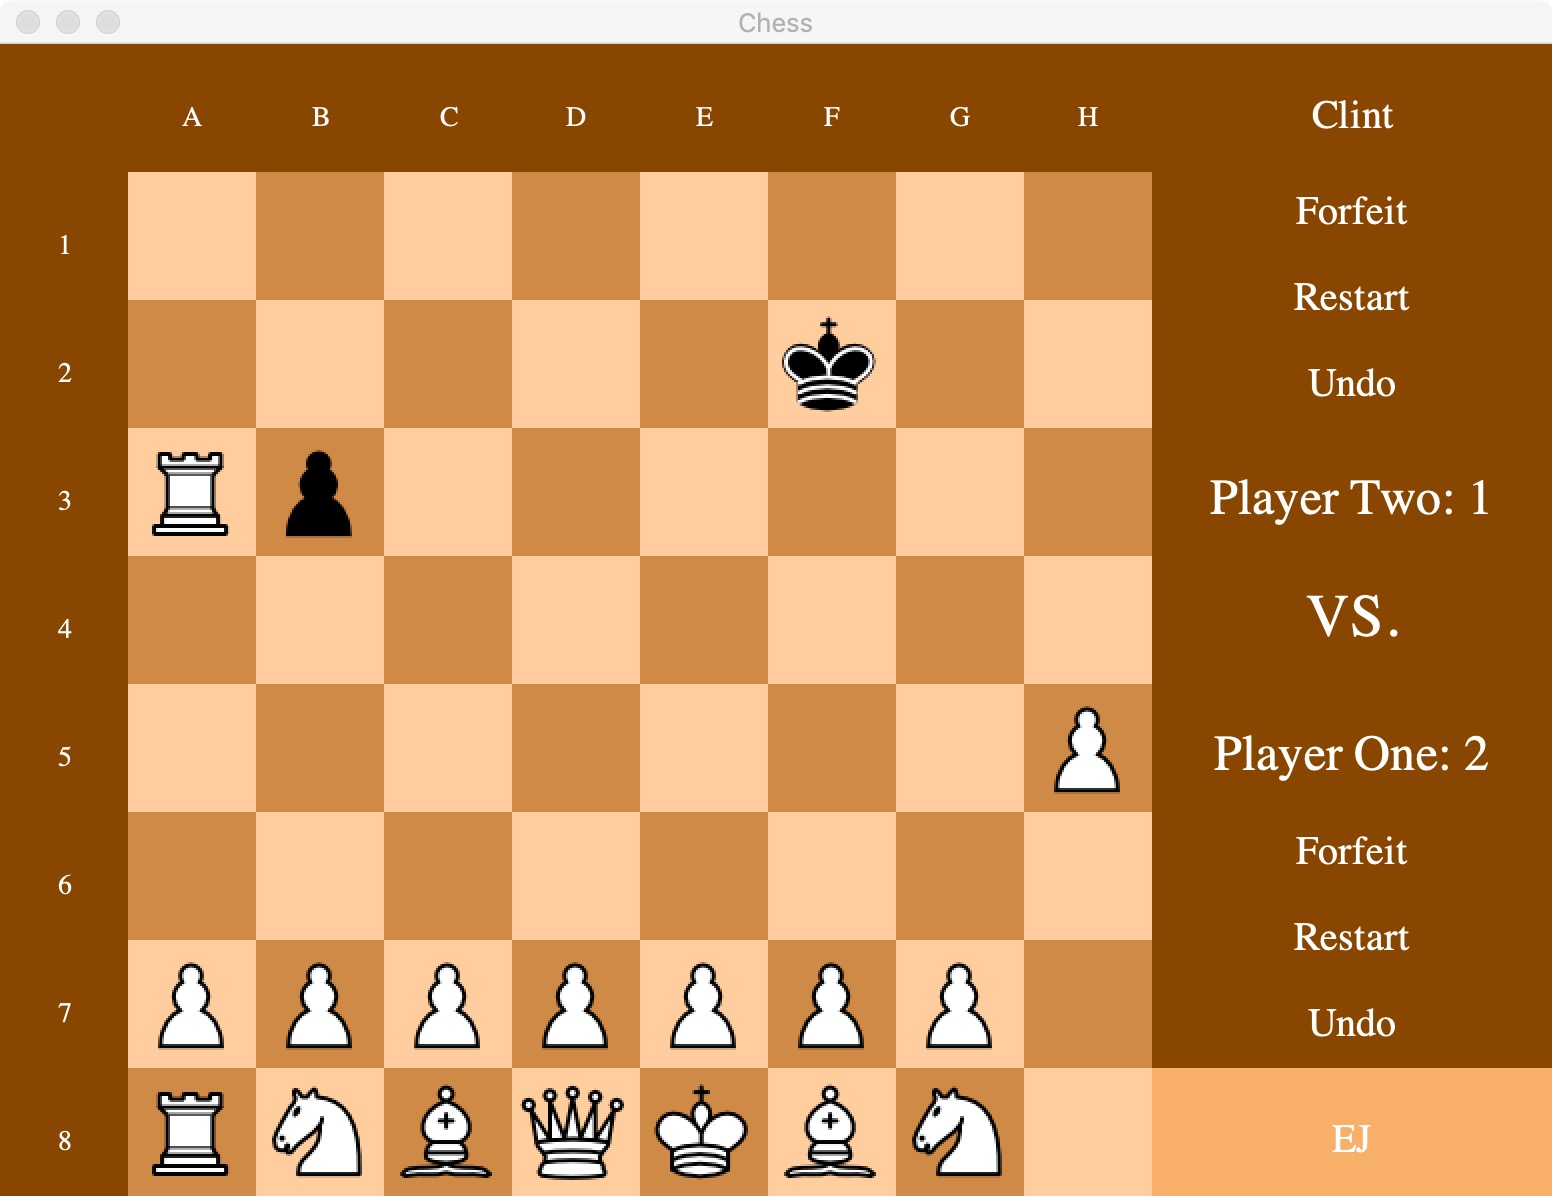 Chess
A B C D E F G H
Clint
Forfeit
1
Restart
2
Undo
3
Player Two: 1
4
VS.
5
Player One: 2
Forfeit
6
Restart
7
Undo
8
EJ